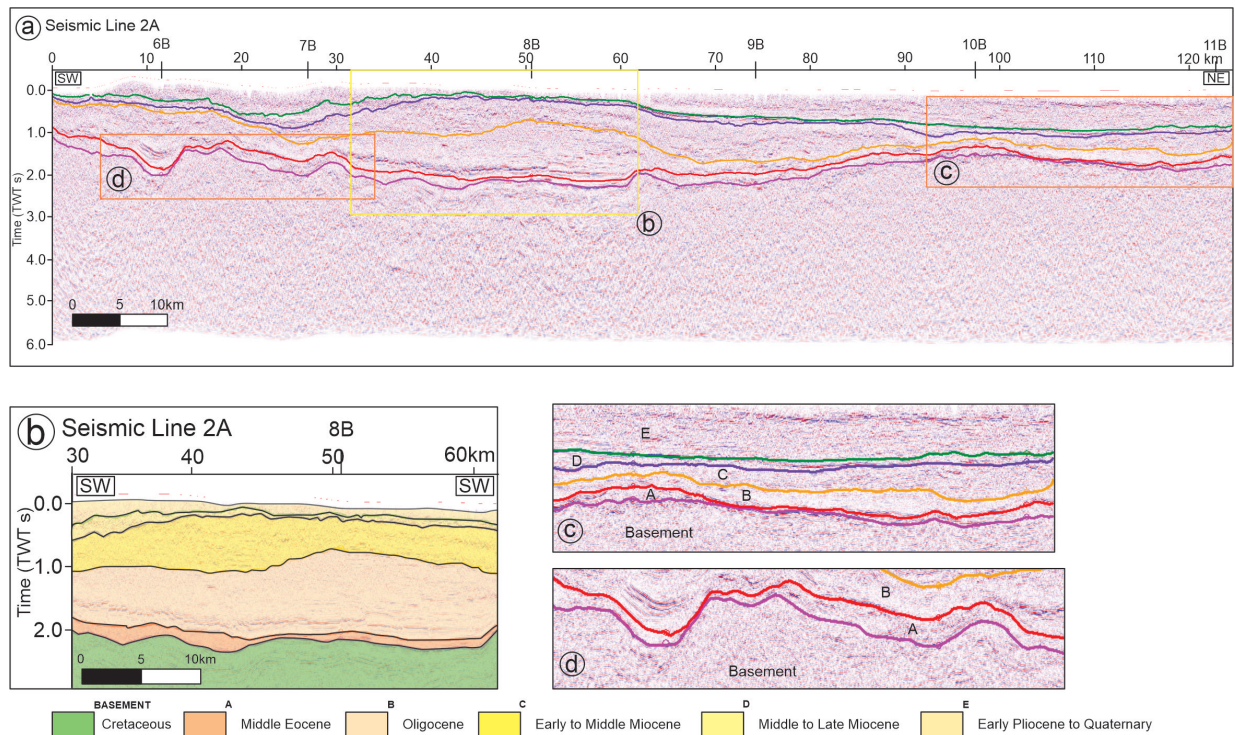 a Seismic Line 2A
6B 7B 8B 9B 10B 11B
0 10 20 30 40 50 60 70 80 90 100 110 120 km
SW NE
0.0
1.0
2.0
3.0
4.0
5.0
6.0
Time (TWT s)
d
b
c
0 5 10km
b Seismic Line 2A 8B
30 40 50 60km
SW SW
0.0
1.0
2.0
Time (TWT s)
0 5 10km
E
D
C
A B
Basement
c
B
A
Basement
d
BASEMENT A B C D E
Cretaceous Middle Eocene Oligocene Early to Middle Miocene Middle to Late Miocene Early Pliocene to Quaternary